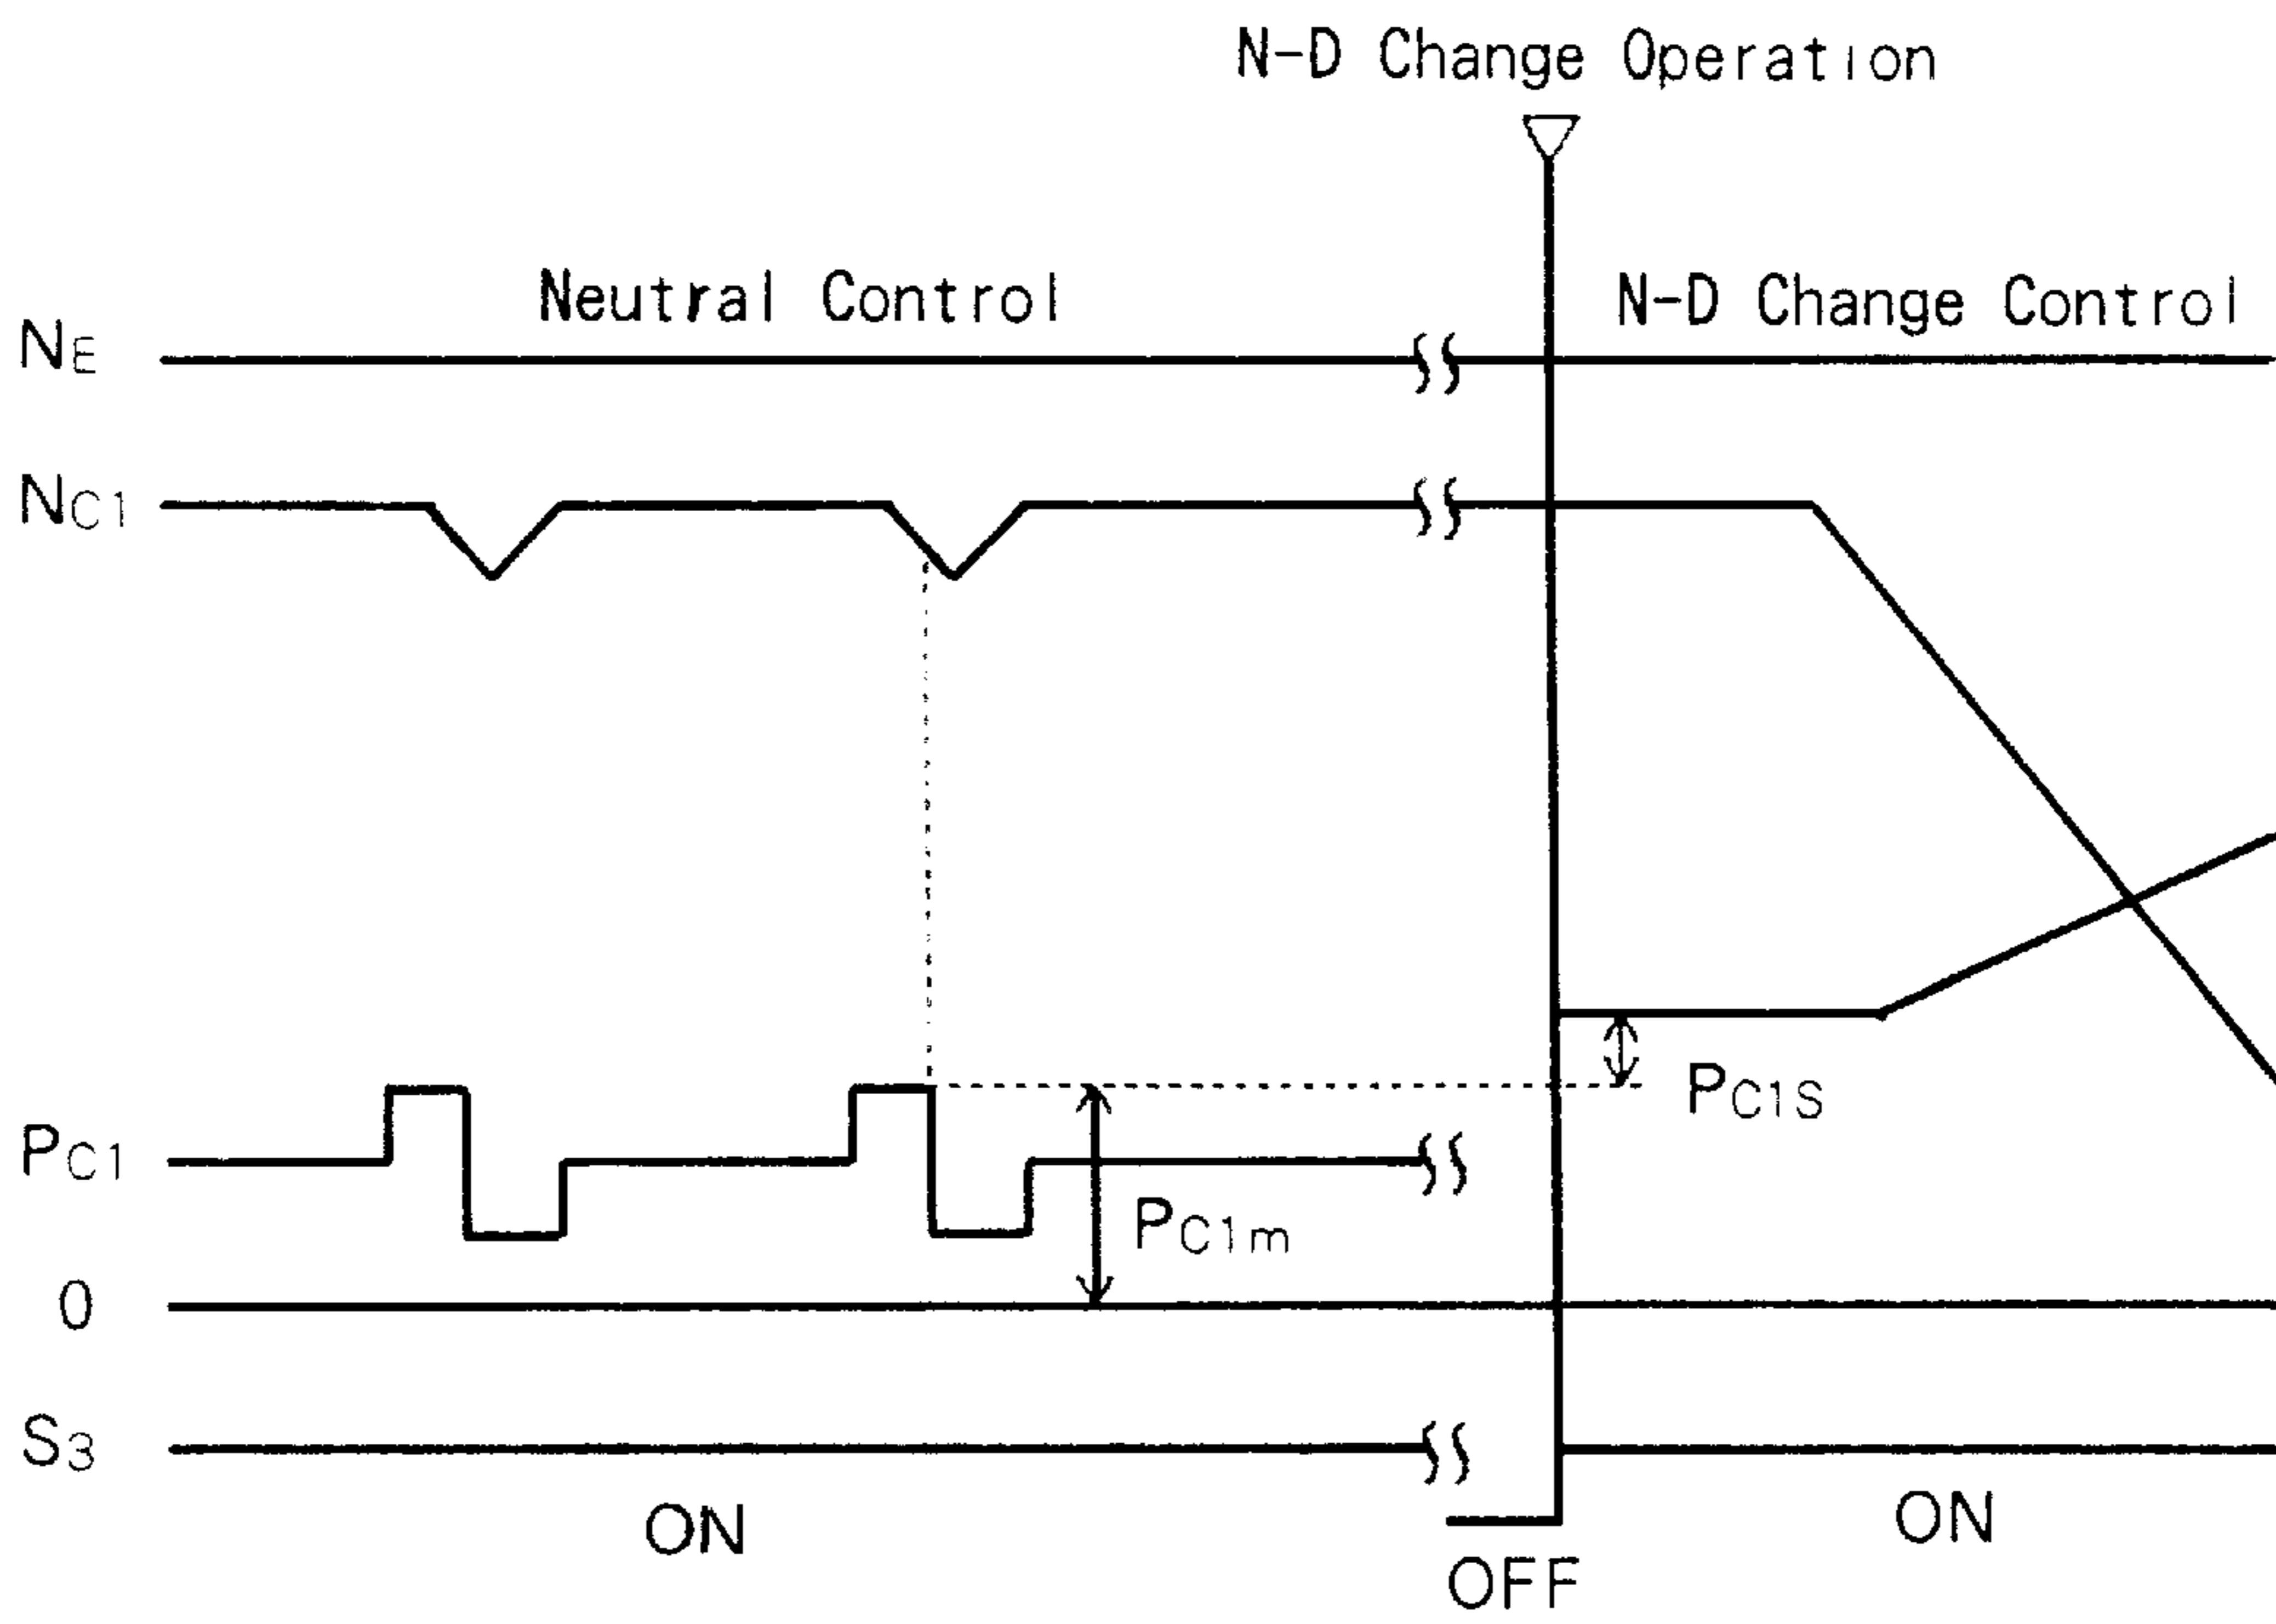 N-D Change Operation
Neutral Control
N-D Change Control
NE
NC1
PC1S
PC1
PC1m
0
S3
ON
ON
OFF